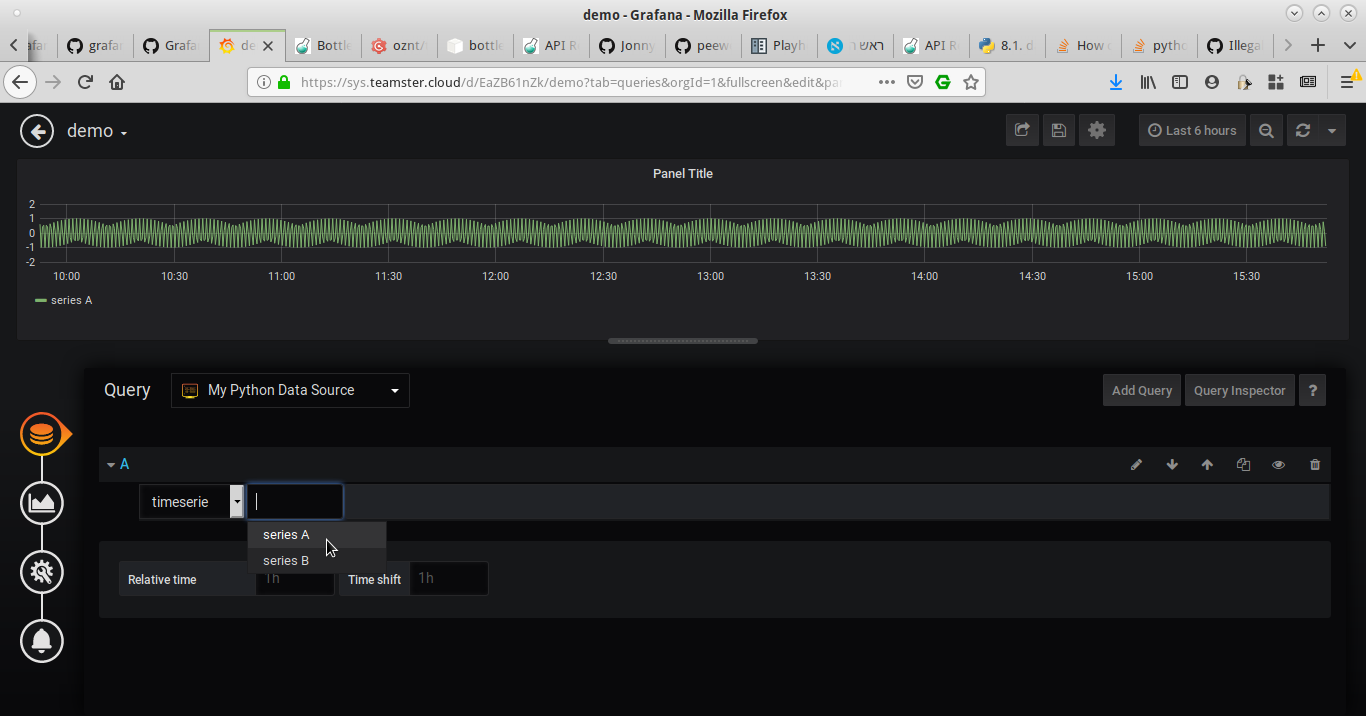 demo - Grafana - Mozilla Firefox
grafar Grafa de Bottle oznt/ bottle API R Jonny peew Playh ראש API R 8.1. d How pytho Illega
https://sys.teamster.cloud/d/EaZB61nZk/demo?tab=queries&orgId=1&fullscreen&edit&pa
demo
Last 6 hours
Panel Title
2
1
0
-1
-2
10:00 10:30 11:00 11:30 12:00 12:30 13:00 13:30 14:00 14:30 15:00 15:30
series A
Query My Python Data Source Add Query Query Inspector ?
A
timeserie
series A
series B
Relative time 1h Time shift 1h